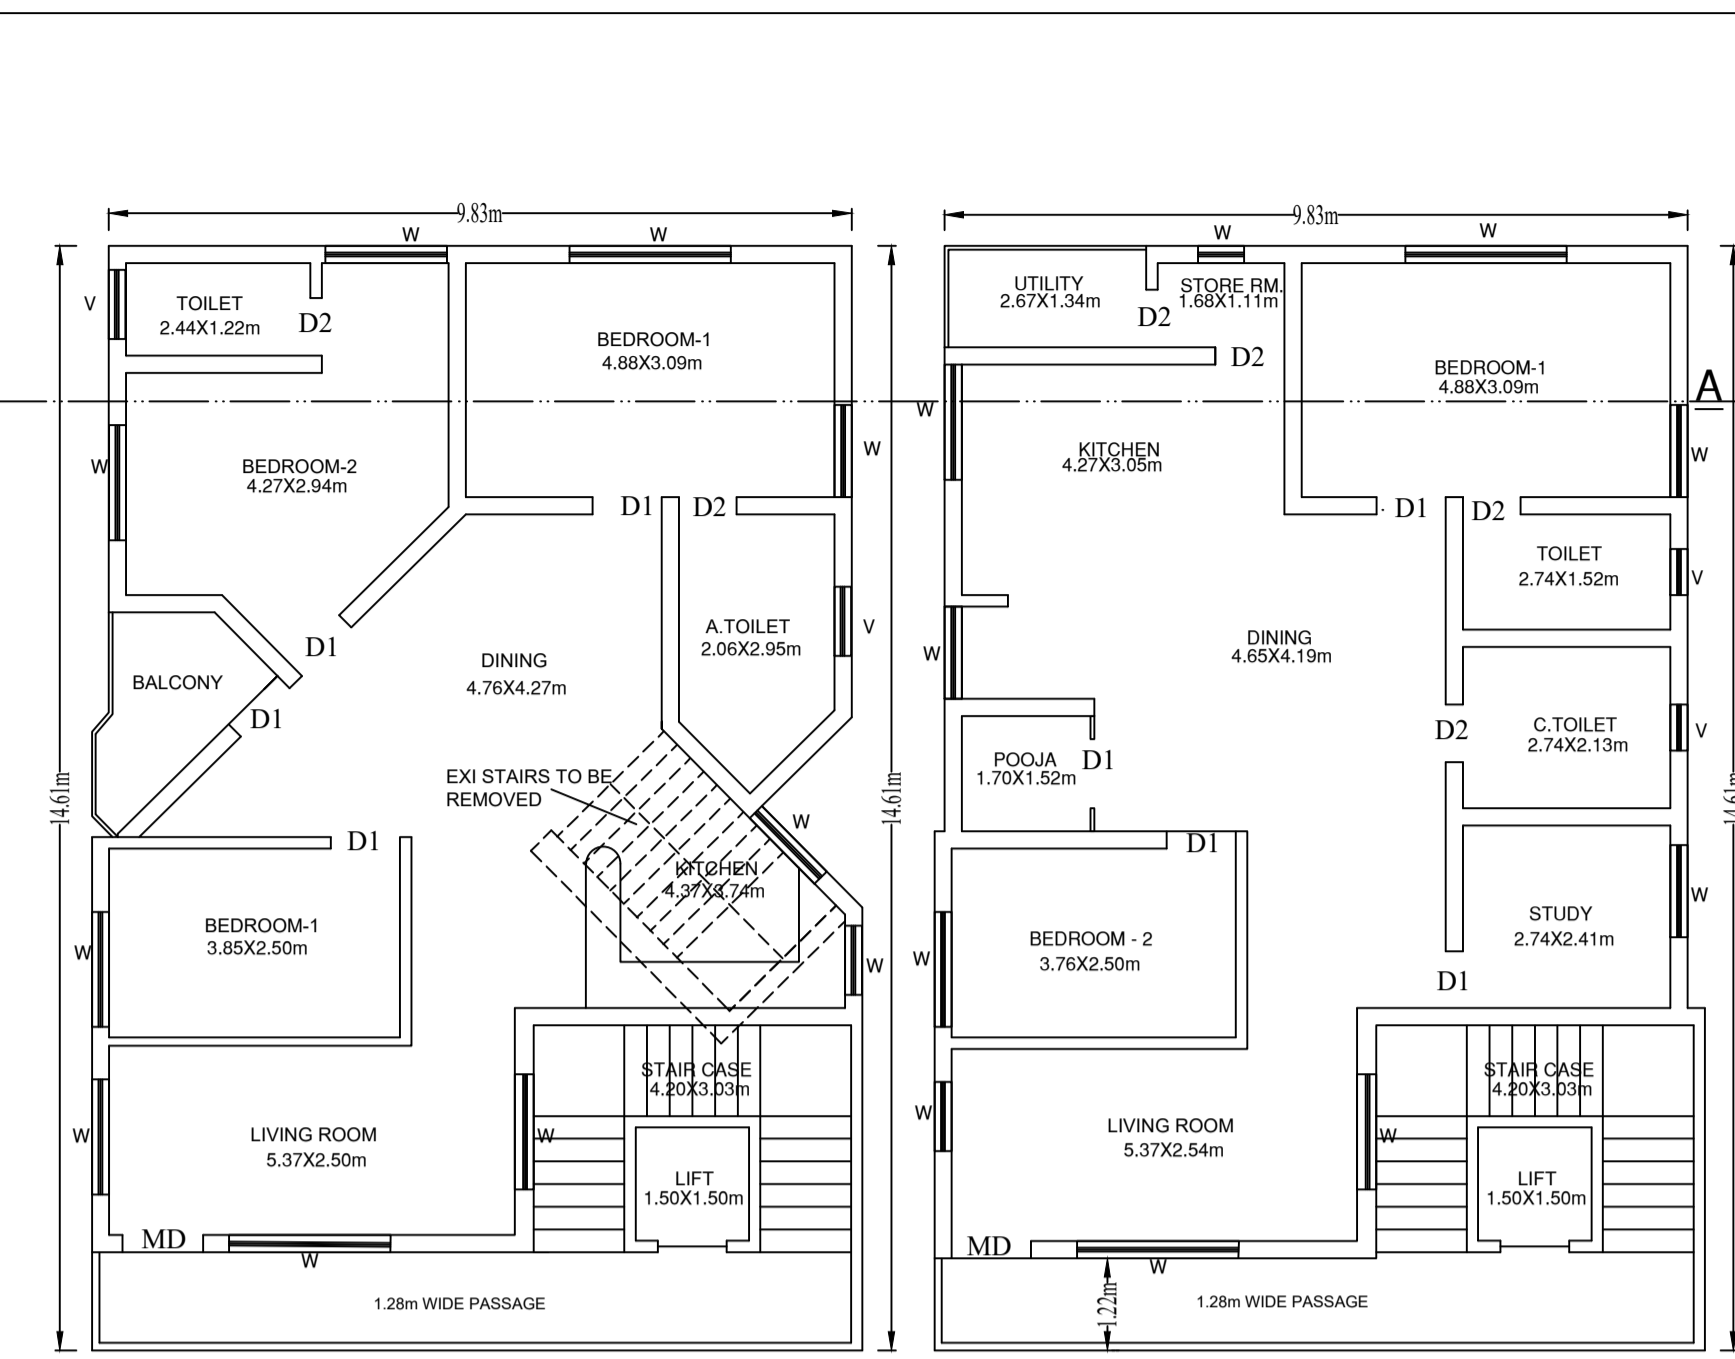 9.83m
W
W
V
TOILET
2.44X1.22m
D2
BEDROOM-1
4.88X3.09m
W
BEDROOM-2
4.27X2.94m
W
D1
D2
D1
A.TOILET
2.06X2.95m
V
DINING
4.76X4.27m
BALCONY
D1
14.61m
EXI STAIRS TO BE
REMOVED
W
D1
KITCHEN
4.37X3.74m
BEDROOM-1
3.85X2.50m
W
W
STAIR CASE
4.20X3.03m
LIVING ROOM
5.37X2.50m
W
W
LIFT
1.50X1.50m
MD
W
1.28m WIDE PASSAGE
14.61m
9.83m
W
W
UTILITY
2.67X1.34m
STORE RM.
1.68X1.11m
D2
D2
BEDROOM-1
4.88X3.09m
A
W
KITCHEN
4.27X3.05m
W
D1
D2
TOILET
2.74X1.52m
V
DINING
4.65X4.19m
W
D2
C.TOILET
2.74X2.13m
V
POOJA
1.70X1.52m
D1
14.61m
D1
W
STUDY
2.74X2.41m
BEDROOM - 2
3.76X2.50m
W
D1
STAIR CASE
4.20X3.03m
W
LIVING ROOM
5.37X2.54m
W
LIFT
1.50X1.50m
MD
W
1.22m
1.28m WIDE PASSAGE